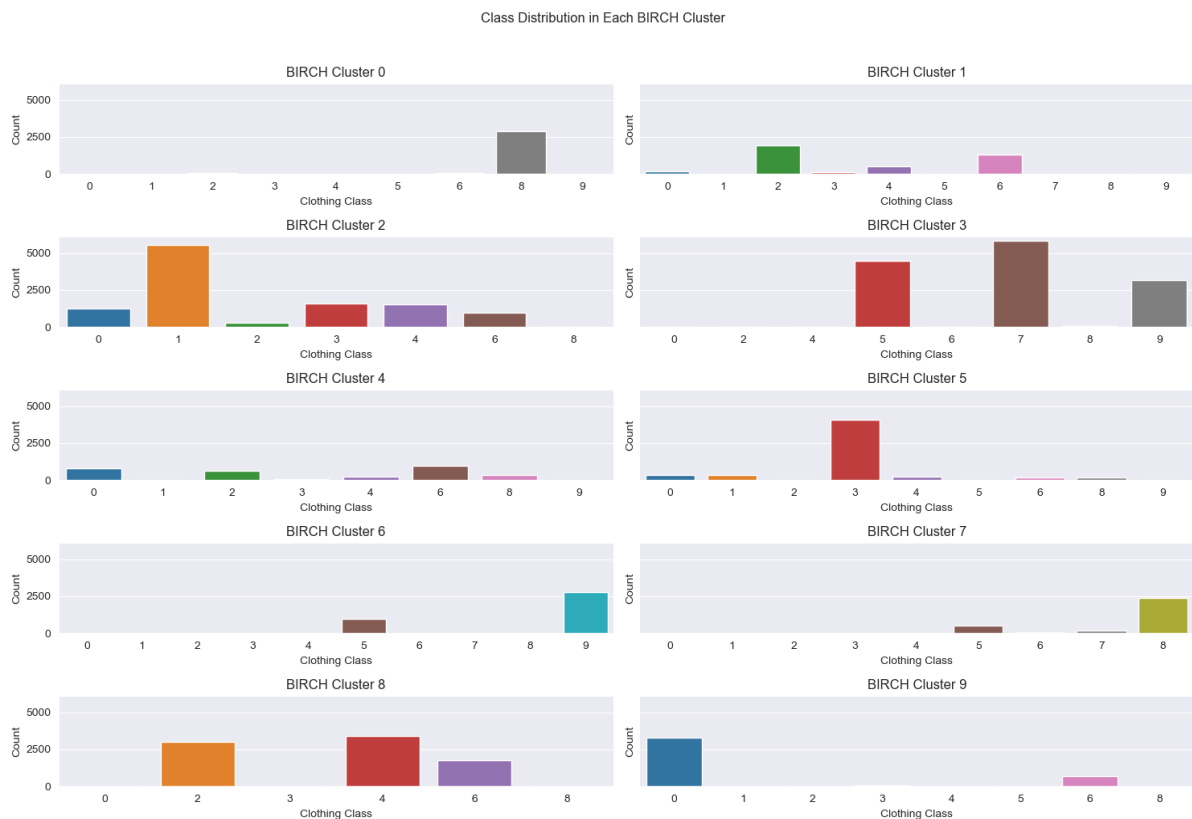 Class Distribution in Each BIRCH Cluster
BIRCH Cluster 0
5000
2500
0
Count
0 1 2 3 4 5 6 8 9
Clothing Class
BIRCH Cluster 1
Count
0 1 2 3 4 5 6 7 8 9
Clothing Class
BIRCH Cluster 2
5000
2500
0
Count
0 1 2 3 4 6 8
Clothing Class
BIRCH Cluster 3
Count
0 2 4 5 6 7 8 9
Clothing Class
BIRCH Cluster 4
5000
2500
0
Count
0 1 2 3 4 6 8 9
Clothing Class
BIRCH Cluster 5
Count
0 1 2 3 4 5 6 8 9
Clothing Class
BIRCH Cluster 6
5000
2500
0
Count
0 1 2 3 4 5 6 7 8 9
Clothing Class
BIRCH Cluster 7
Count
0 1 2 3 4 5 6 7 8
Clothing Class
BIRCH Cluster 8
5000
2500
0
Count
0 2 3 4 6 8
Clothing Class
BIRCH Cluster 9
Count
0 1 2 3 4 5 6 8
Clothing Class